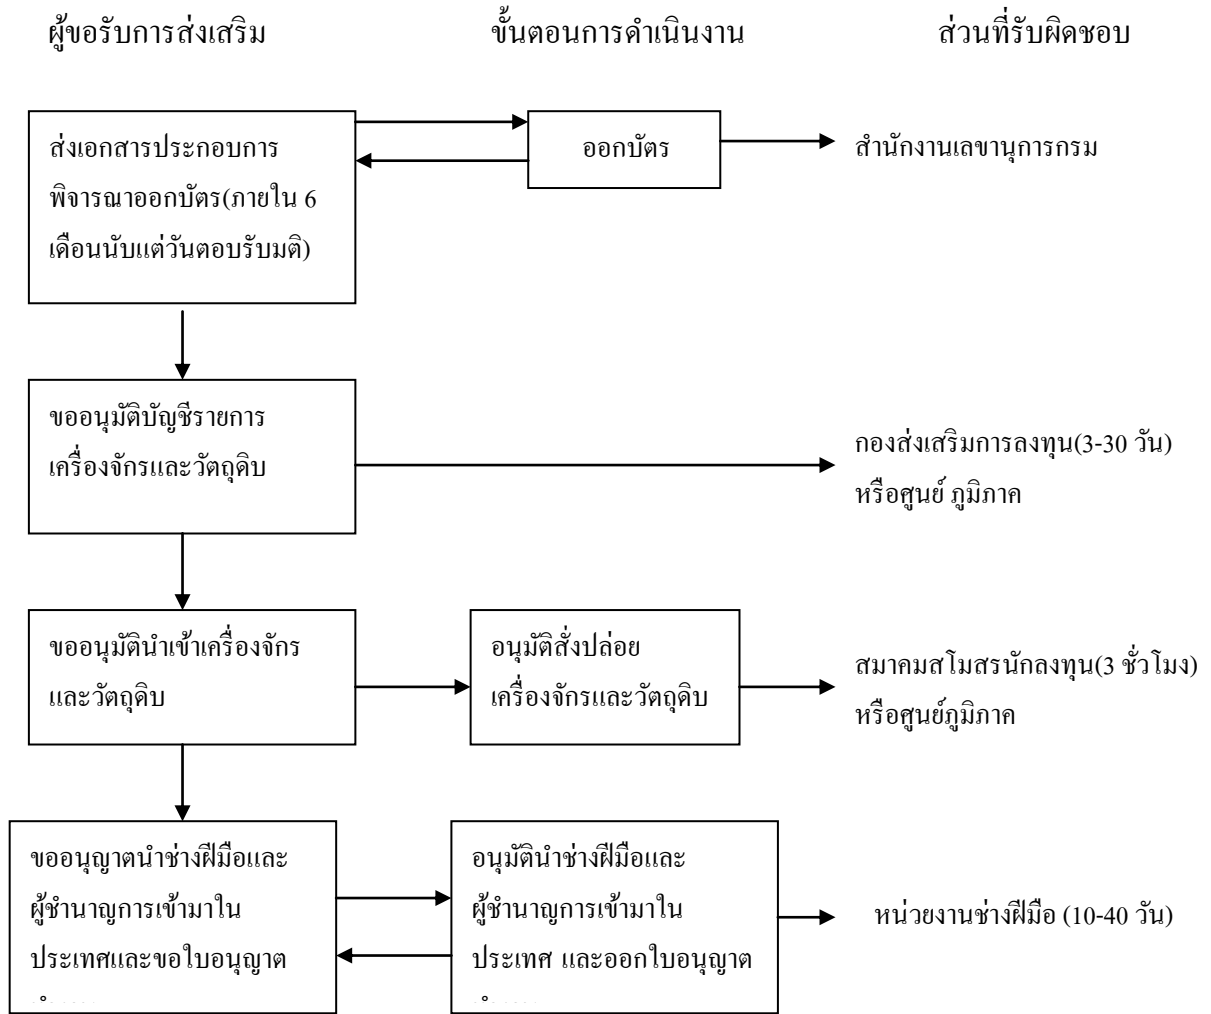 ผู้ขอรับการส่งเสริม
ขั้นตอนการดำเนินงาน
ส่วนที่รับผิดชอบ
ส่งเอกสารประกอบการ
พิจารณาออกบัตร(ภายใน 6
เดือนนับแต่วันตอบรับมติ)
ออกบัตร
สำนักงานเลขานุการกรม
ขออนุมัติบัญชีรายการ
เครื่องจักรและวัตถุดิบ
กองส่งเสริมการลงทุน(3-30 วัน)
หรือศูนย์ ภูมิภาค
ขออนุมัตินำเข้าเครื่องจักร
และวัตถุดิบ
อนุมัติสั่งปล่อย
เครื่องจักรและวัตถุดิบ
สมาคมสโมสรนักลงทุน(3 ชั่วโมง)
หรือศูนย์ภูมิภาค
ขออนุญาตนำช่างฝีมือและ
ผู้ชำนาญการเข้ามาใน
ประเทศและขอใบอนุญาต
อนุมัตินำช่างฝีมือและ
ผู้ชำนาญการเข้ามาใน
ประเทศ และออกใบอนุญาต
หน่วยงานช่างฝีมือ (10-40 วัน)